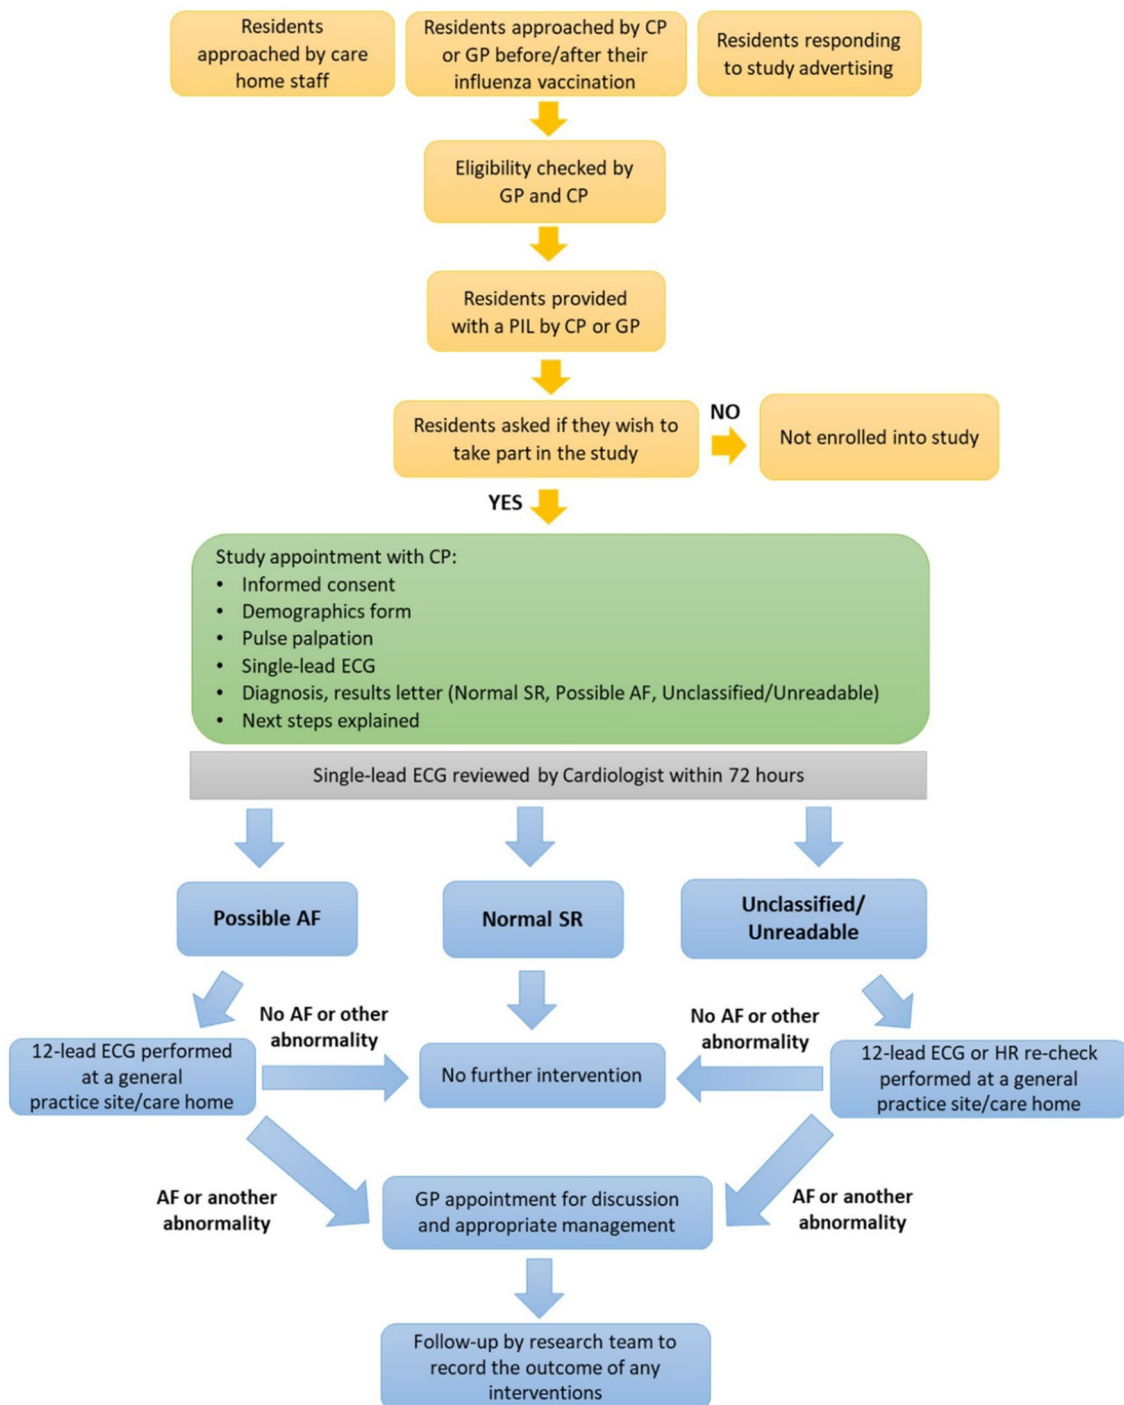 Residents
approached by care
home staff
Residents approached by CP
or GP before/after their
influenza vaccination
Residents responding
to study advertising
Eligibility checked by
GP and CP
Residents provided
with a PIL by CP or GP
Residents asked if they wish to
take part in the study
NO
Not enrolled into study
YES
Study appointment with CP:
• Informed consent
• Demographics form
• Pulse palpation
• Single-lead ECG
• Diagnosis, results letter (Normal SR, Possible AF, Unclassified/Unreadable)
• Next steps explained
Single-lead ECG reviewed by Cardiologist within 72 hours
Possible AF
Normal SR
Unclassified/
Unreadable
No AF or other
abnormality
No AF or other
abnormality
12-lead ECG performed
at a general
practice site/care home
No further intervention
12-lead ECG or HR re-check
performed at a general
practice site/care home
AF or another
abnormality
GP appointment for discussion
and appropriate management
AF or another
abnormality
Follow-up by research team to
record the outcome of any
interventions